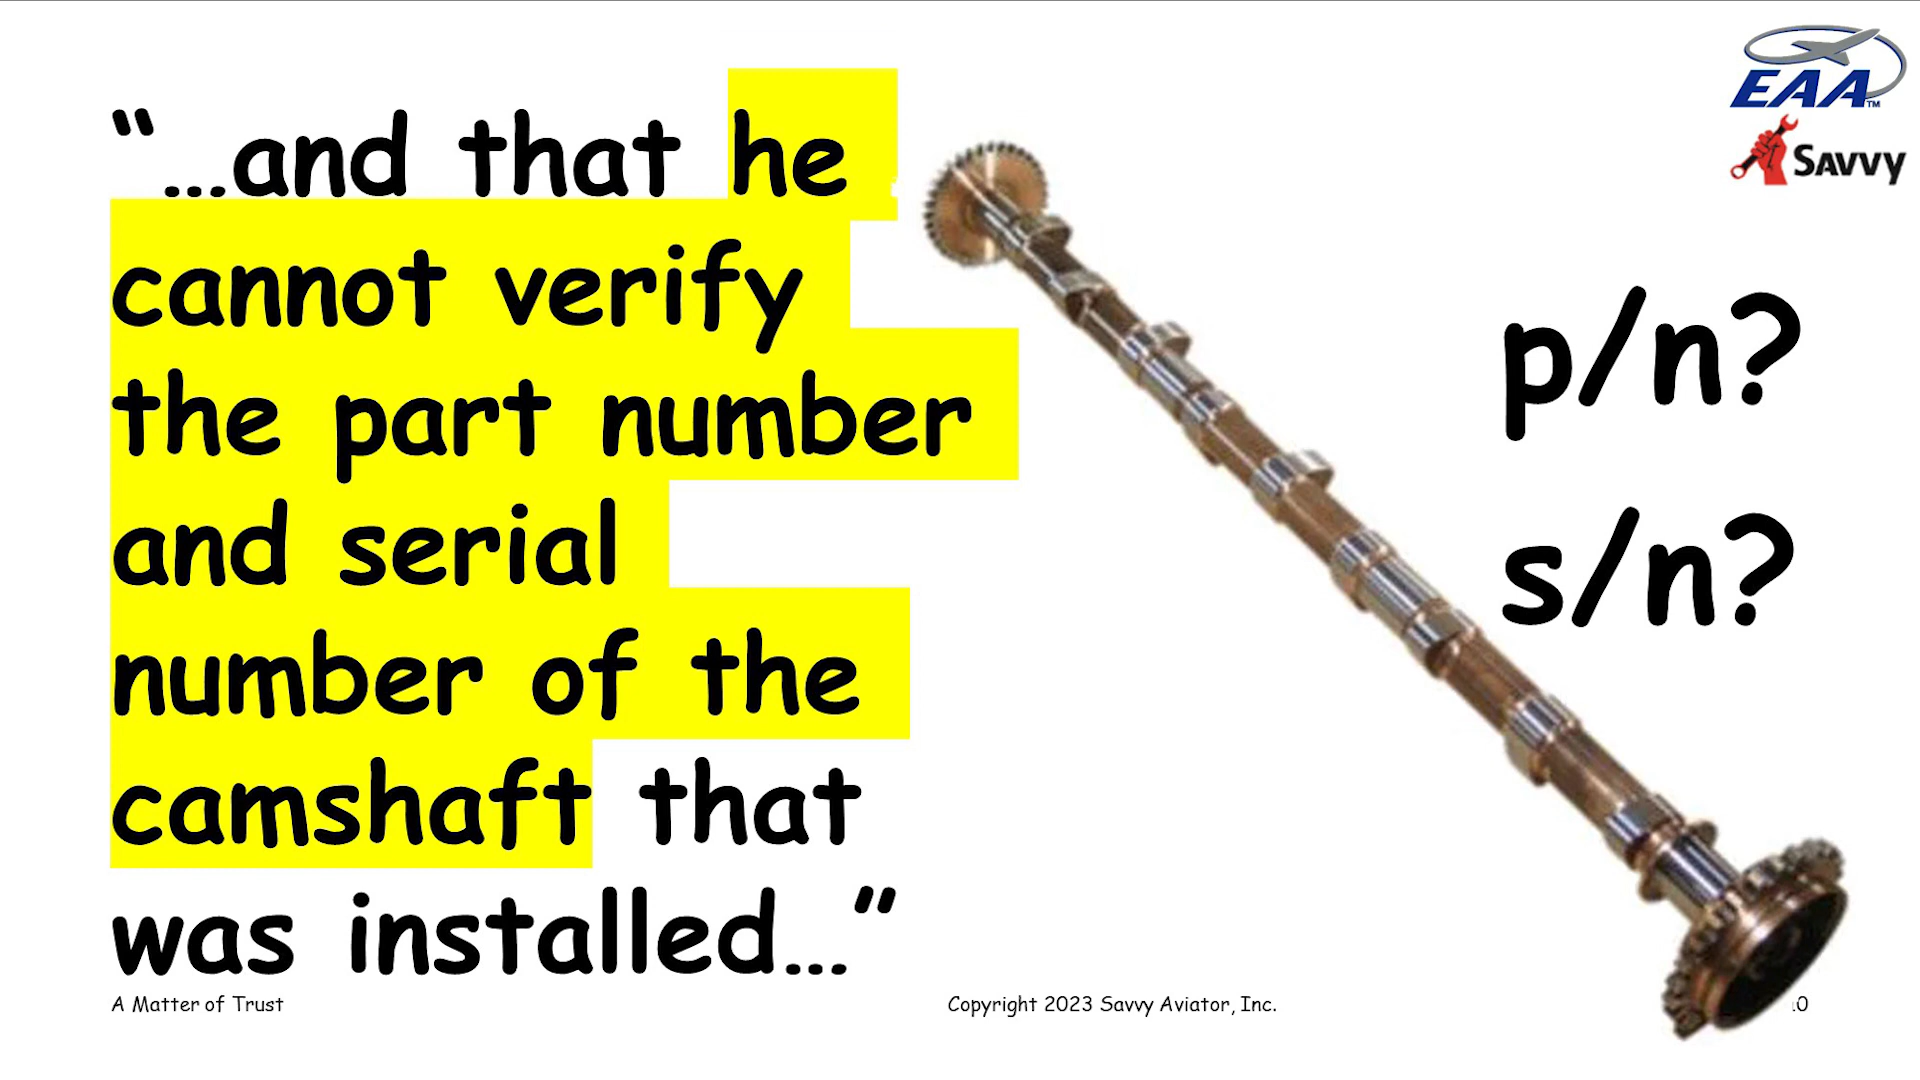 “…and that he
cannot verify
the part number
and serial
number of the
camshaft that
was installed…”
p/n?
s/n?
EAA™
SAVVY
A Matter of Trust
Copyright 2023 Savvy Aviator, Inc.